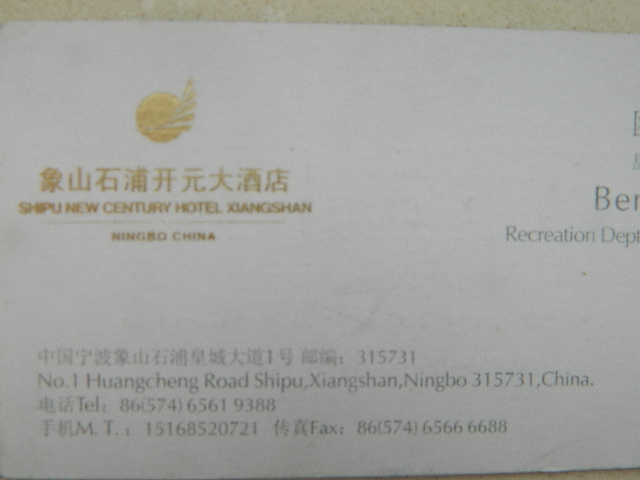 象山石浦开元大酒店
SHIPU NEW CENTURY HOTEL XIANGSHAN
NINGBO CHINA
Ber
Recreation Dept
中国宁波象山石浦皇城大道1号 邮编：315731
No.1 Huangcheng Road Shipu,Xiangshan,Ningbo 315731,China.
电话Tel：86(574) 6561 9388
手机M. T.：15168520721 传真Fax：86(574) 6566 6688